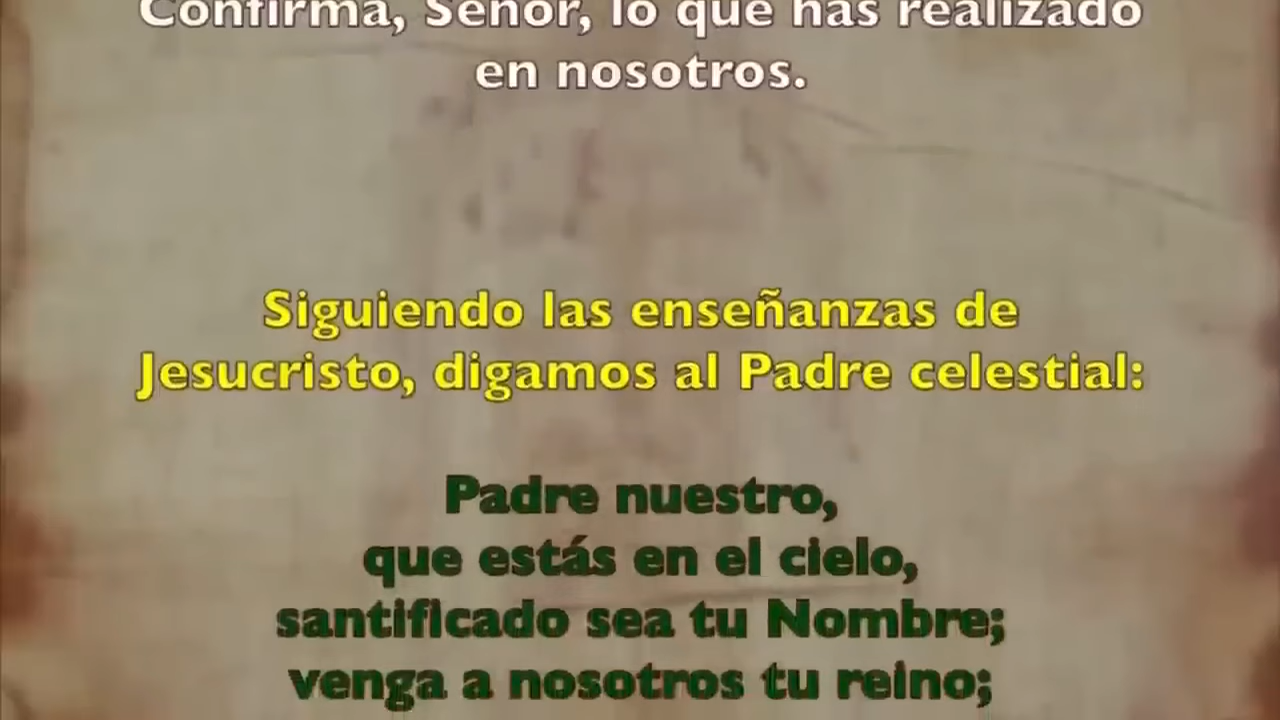 Confirma, Señor, lo que has realizado
en nosotros.
Siguiendo las enseñanzas de
Jesucristo, digamos al Padre celestial:
Padre nuestro,
que estás en el cielo,
santificado sea tu Nombre;
venga a nosotros tu reino;